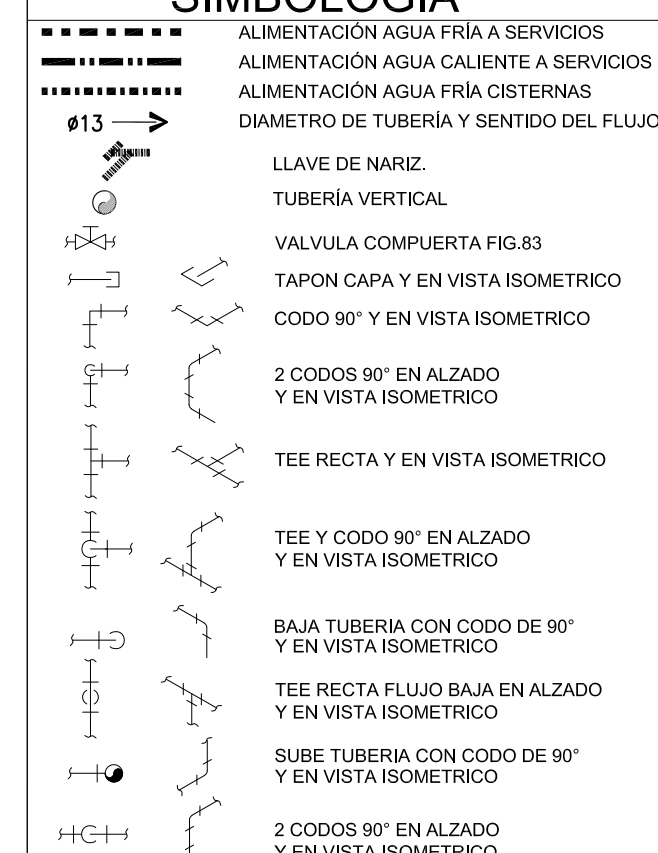 SIMBOLOGÍA
ALIMENTACIÓN AGUA FRÍA A SERVICIOS
ALIMENTACIÓN AGUA CALIENTE A SERVICIOS
ALIMENTACIÓN AGUA FRÍA CISTERNAS
ø13 DIAMETRO DE TUBERÍA Y SENTIDO DEL FLUJO
LLAVE DE NARIZ.
TUBERÍA VERTICAL
VALVULA COMPUERTA FIG.83
TAPON CAPA Y EN VISTA ISOMETRICO
CODO 90° Y EN VISTA ISOMETRICO
2 CODOS 90° EN ALZADO
Y EN VISTA ISOMETRICO
TEE RECTA Y EN VISTA ISOMETRICO
TEE Y CODO 90° EN ALZADO
Y EN VISTA ISOMETRICO
BAJA TUBERIA CON CODO DE 90°
Y EN VISTA ISOMETRICO
TEE RECTA FLUJO BAJA EN ALZADO
Y EN VISTA ISOMETRICO
SUBE TUBERIA CON CODO DE 90°
Y EN VISTA ISOMETRICO
2 CODOS 90° EN ALZADO
Y EN VISTA ISOMETRICO